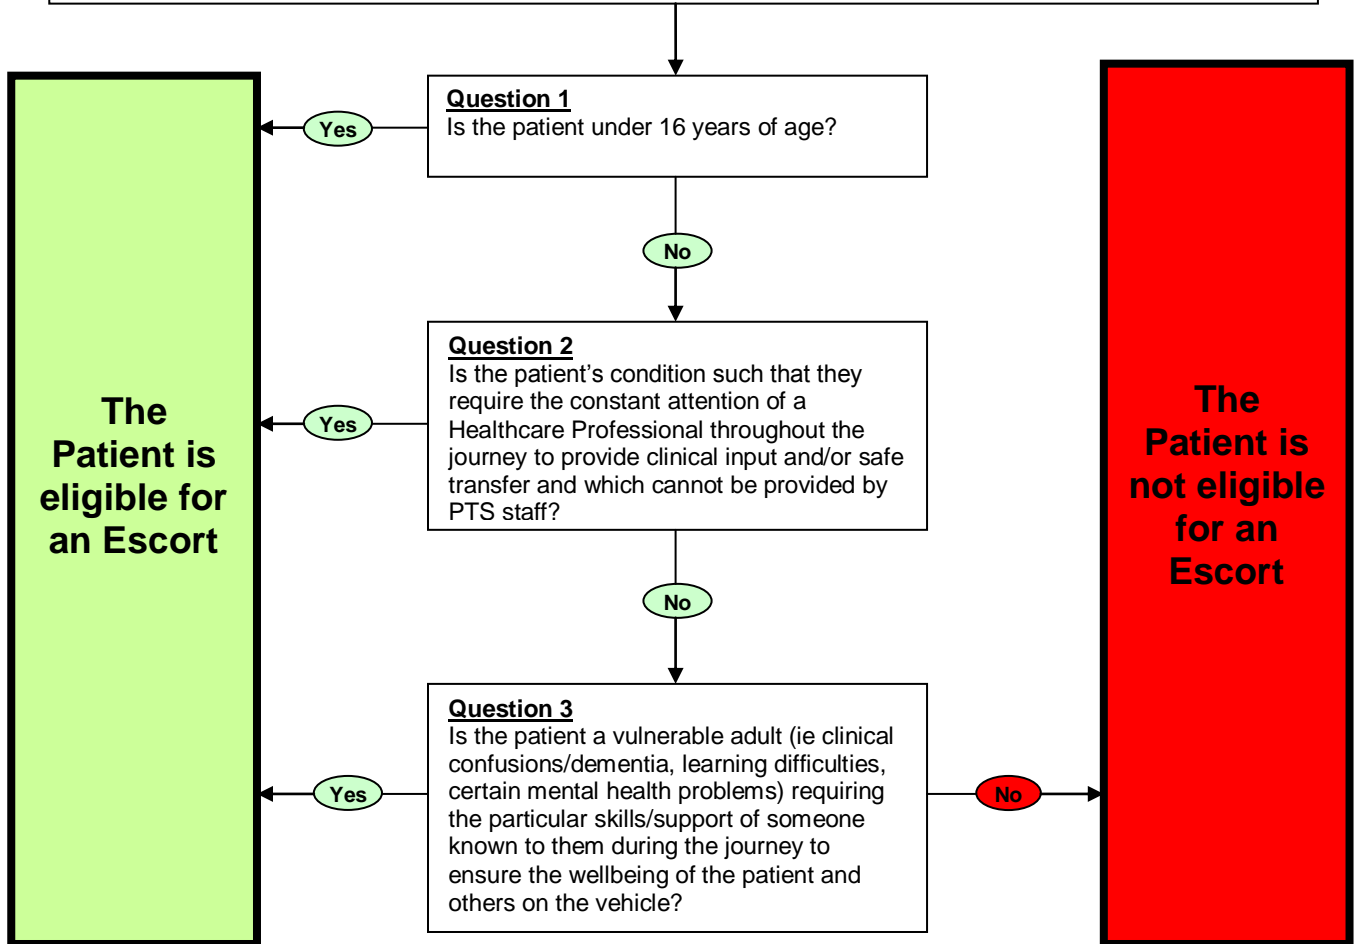 Question 1
Is the patient under 16 years of age?
Yes
No
Question 2
Is the patient’s condition such that they
require the constant attention of a
Healthcare Professional throughout the
journey to provide clinical input and/or safe
transfer and which cannot be provided by
PTS staff?
Yes
No
Question 3
Is the patient a vulnerable adult (ie clinical
confusions/dementia, learning difficulties,
certain mental health problems) requiring
the particular skills/support of someone
known to them during the journey to
ensure the wellbeing of the patient and
others on the vehicle?
Yes
No
The
Patient is
eligible for
an Escort
The
Patient is
not eligible
for an
Escort